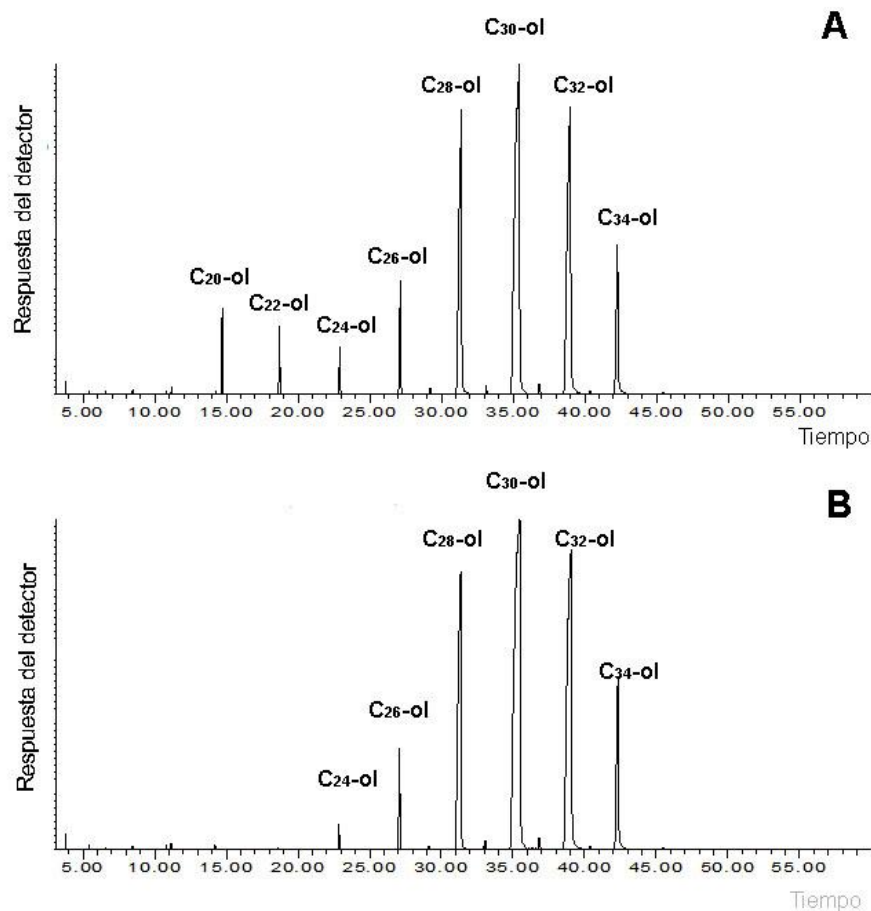 A
C30-ol
C28-ol
C32-ol
C34-ol
C26-ol
C20-ol
C22-ol
C24-ol
Respuesta del detector
5.00 10.00 15.00 20.00 25.00 30.00 35.00 40.00 45.00 50.00 55.00
Tiempo
B
C30-ol
C28-ol
C32-ol
C34-ol
C26-ol
C24-ol
Respuesta del detector
5.00 10.00 15.00 20.00 25.00 30.00 35.00 40.00 45.00 50.00 55.00
Tiempo